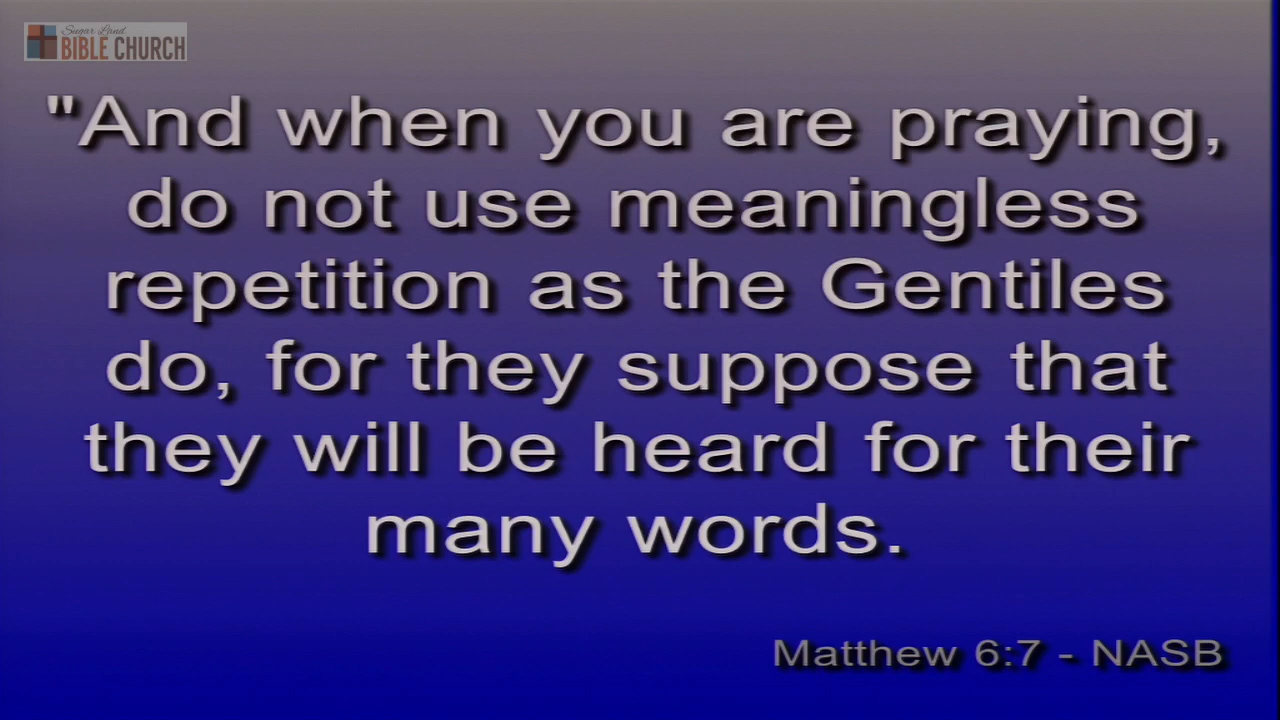 Sugar Land
BIBLE CHURCH
"And when you are praying,
do not use meaningless
repetition as the Gentiles
do, for they suppose that
they will be heard for their
many words.
Matthew 6:7 - NASB